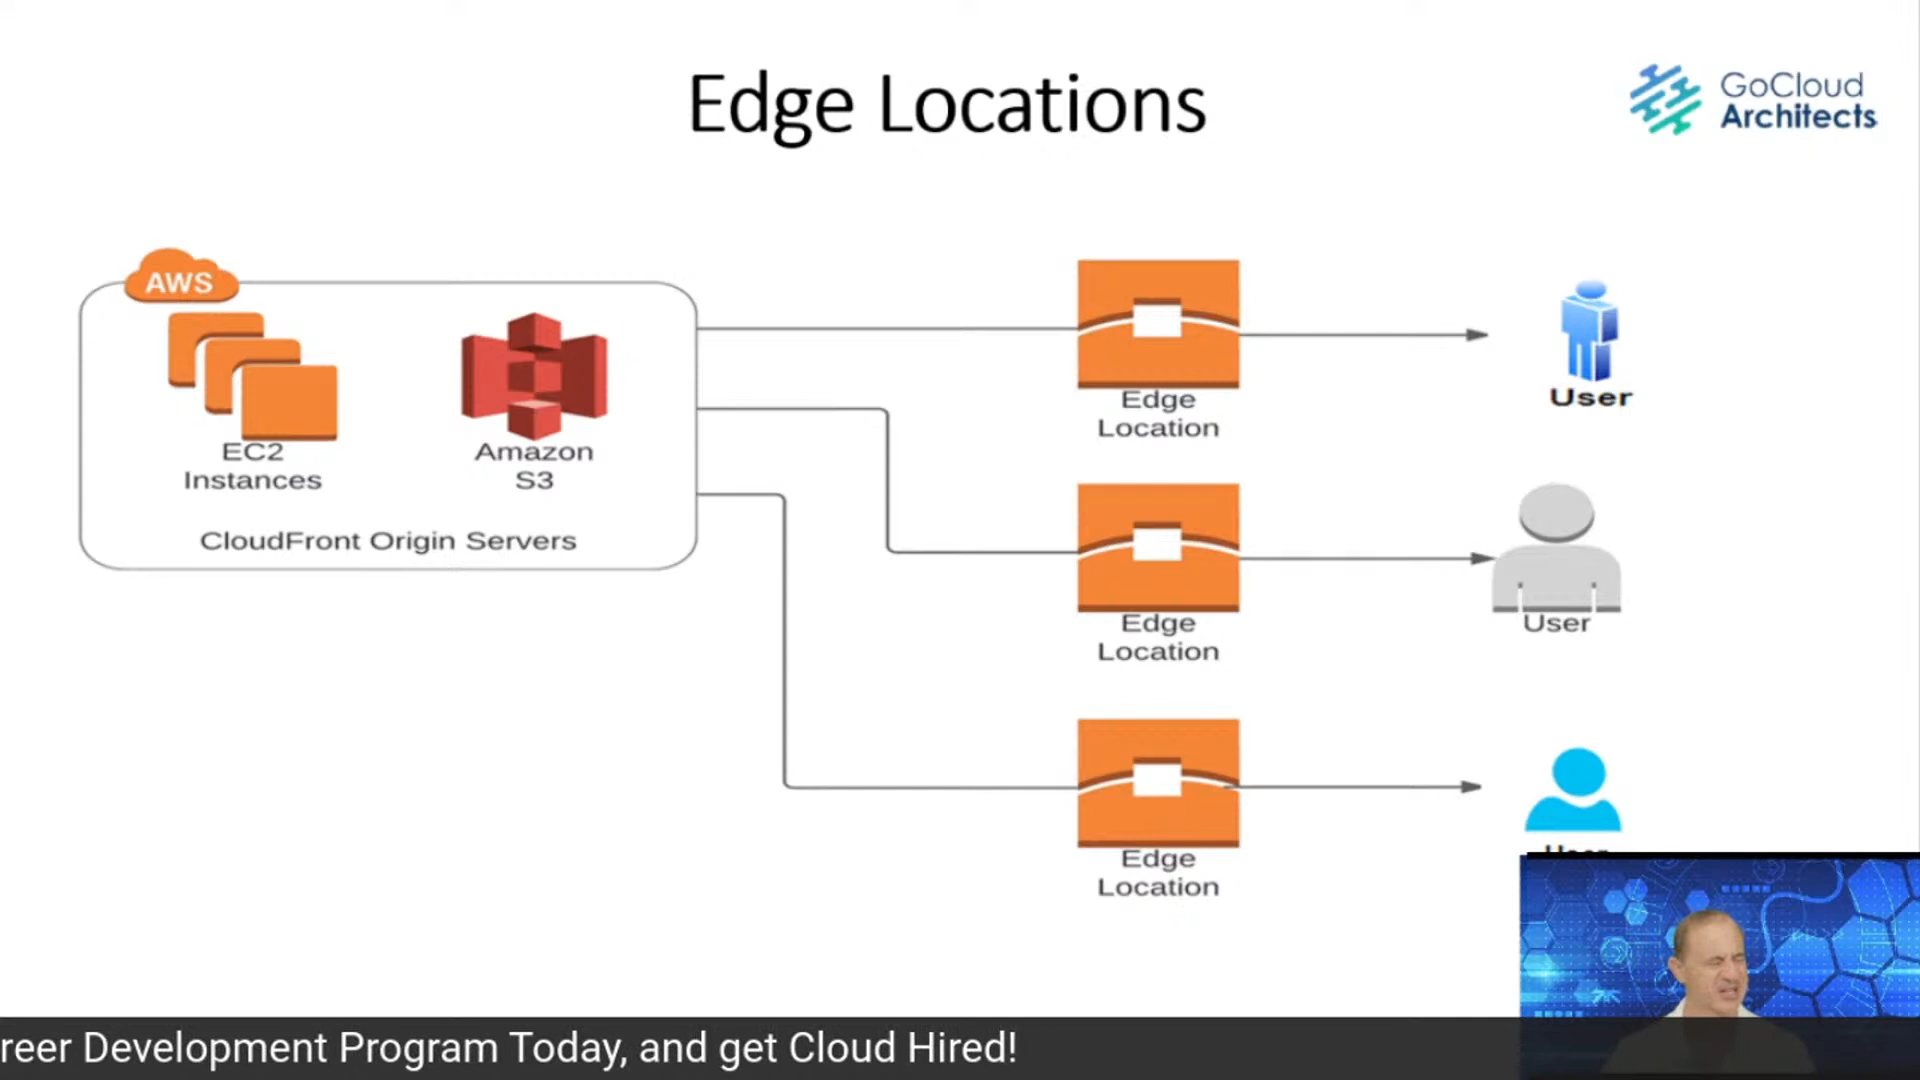 Edge Locations
GoCloud
Architects
AWS
EC2
Instances
Amazon
S3
CloudFront Origin Servers
Edge
Location
User
Edge
Location
User
Edge
Location
reer Development Program Today, and get Cloud Hired!